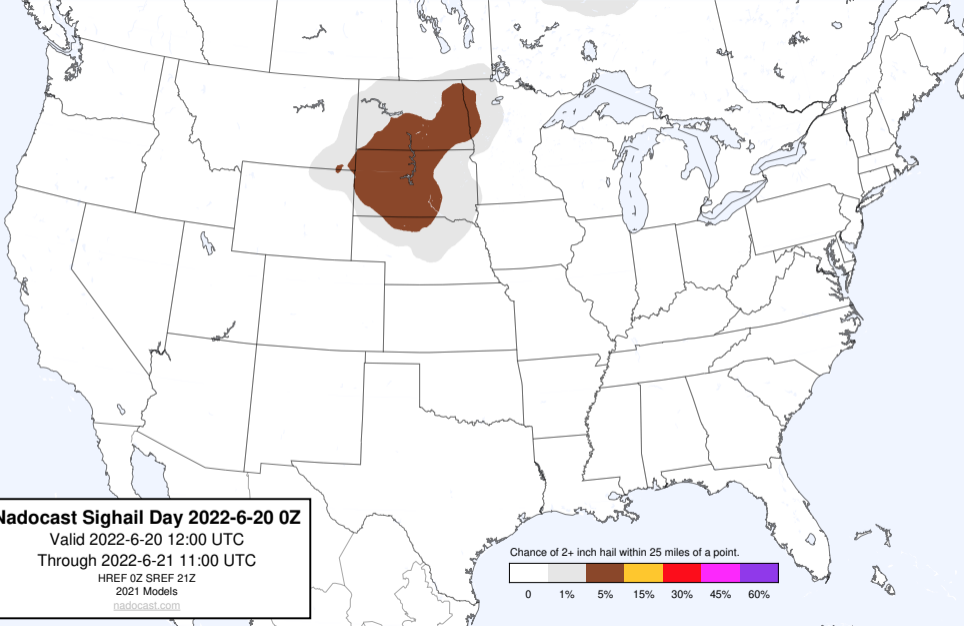 Nadocast Sighail Day 2022-6-20 0Z
Valid 2022-6-20 12:00 UTC
Through 2022-6-21 11:00 UTC
HREF 0Z SREF 21Z
2021 Models
nadocast.com
Chance of 2+ inch hail within 25 miles of a point.
0 1% 5% 15% 30% 45% 60%